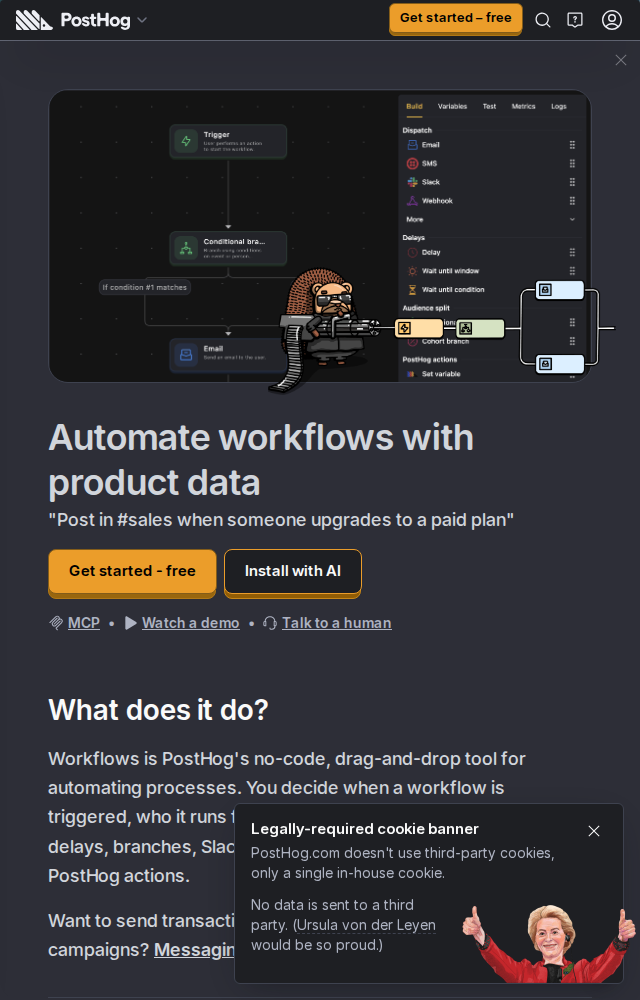 PostHog
Get started – free
Trigger
User performs an action
to start the workflow.
Conditional bra...
If condition #1 matches
Email
Send an email to the user.
Build Variables Test Metrics Logs
Dispatch
Email
SMS
Slack
Webhook
More
Delays
Delay
Wait until window
Wait until condition
Audience split
Cohort branch
PostHog actions
Set variable
Automate workflows with
product data
"Post in #sales when someone upgrades to a paid plan"
Get started - free
Install with AI
MCP • Watch a demo • Talk to a human
What does it do?
Workflows is PostHog's no-code, drag-and-drop tool for
automating processes. You decide when a workflow is
triggered, who it runs
delays, branches, Slac
PostHog actions.
Want to send transacti
campaigns? Messagin
Legally-required cookie banner
PostHog.com doesn't use third-party cookies,
only a single in-house cookie.
No data is sent to a third
party. (Ursula von der Leyen
would be so proud.)